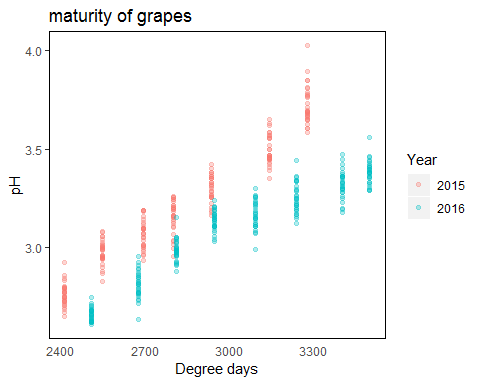 maturity of grapes
4.0
3.5
3.0
pH
2400 2700 3000 3300
Degree days
Year
2015
2016